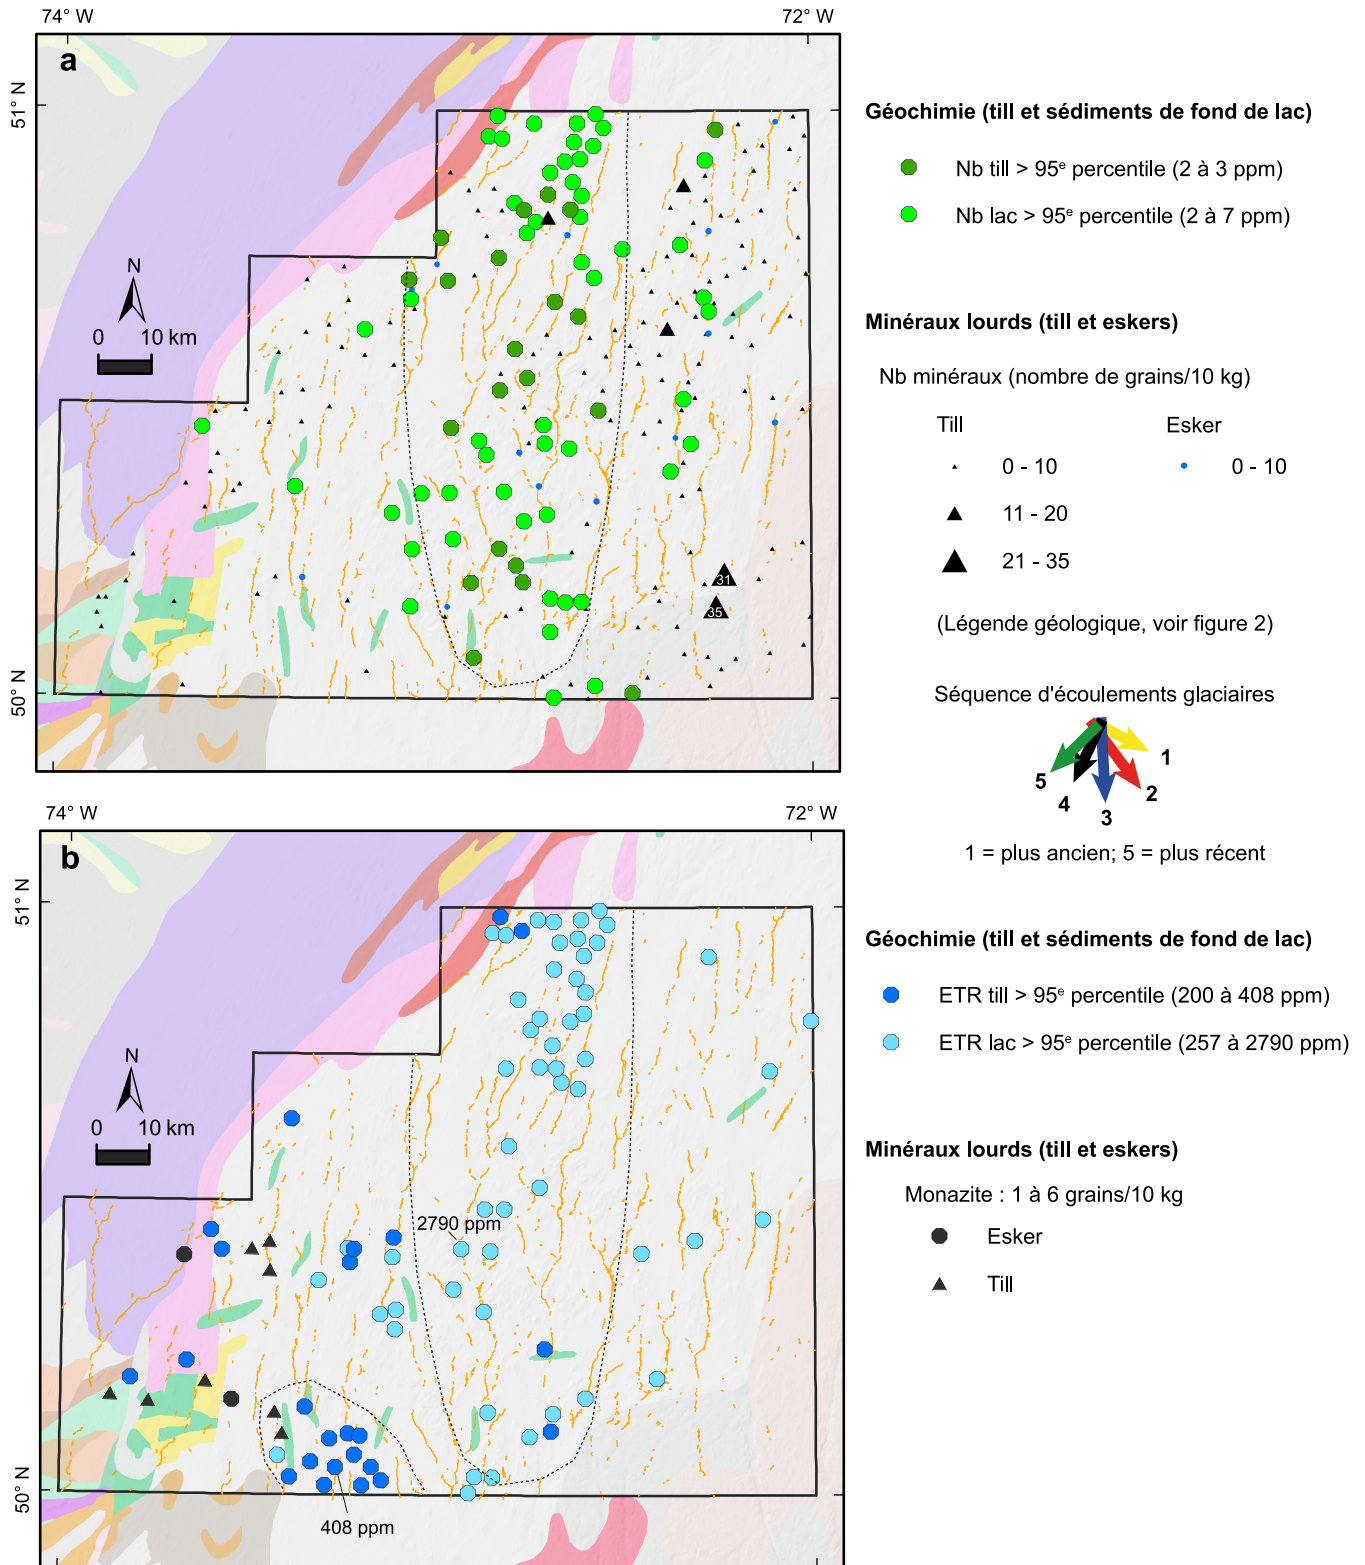 74° W
72° W
a
51° N
N
0 10 km
31
35
50° N
Géochimie (till et sédiments de fond de lac)
Nb till > 95e percentile (2 à 3 ppm)
Nb lac > 95e percentile (2 à 7 ppm)
Minéraux lourds (till et eskers)
Nb minéraux (nombre de grains/10 kg)
Till Esker
0 - 10 0 - 10
11 - 20
21 - 35
(Légende géologique, voir figure 2)
Séquence d'écoulements glaciaires
1
2
3
4
5
1 = plus ancien; 5 = plus récent
74° W
72° W
b
51° N
N
0 10 km
2790 ppm
408 ppm
50° N
Géochimie (till et sédiments de fond de lac)
ETR till > 95e percentile (200 à 408 ppm)
ETR lac > 95e percentile (257 à 2790 ppm)
Minéraux lourds (till et eskers)
Monazite : 1 à 6 grains/10 kg
Esker
Till